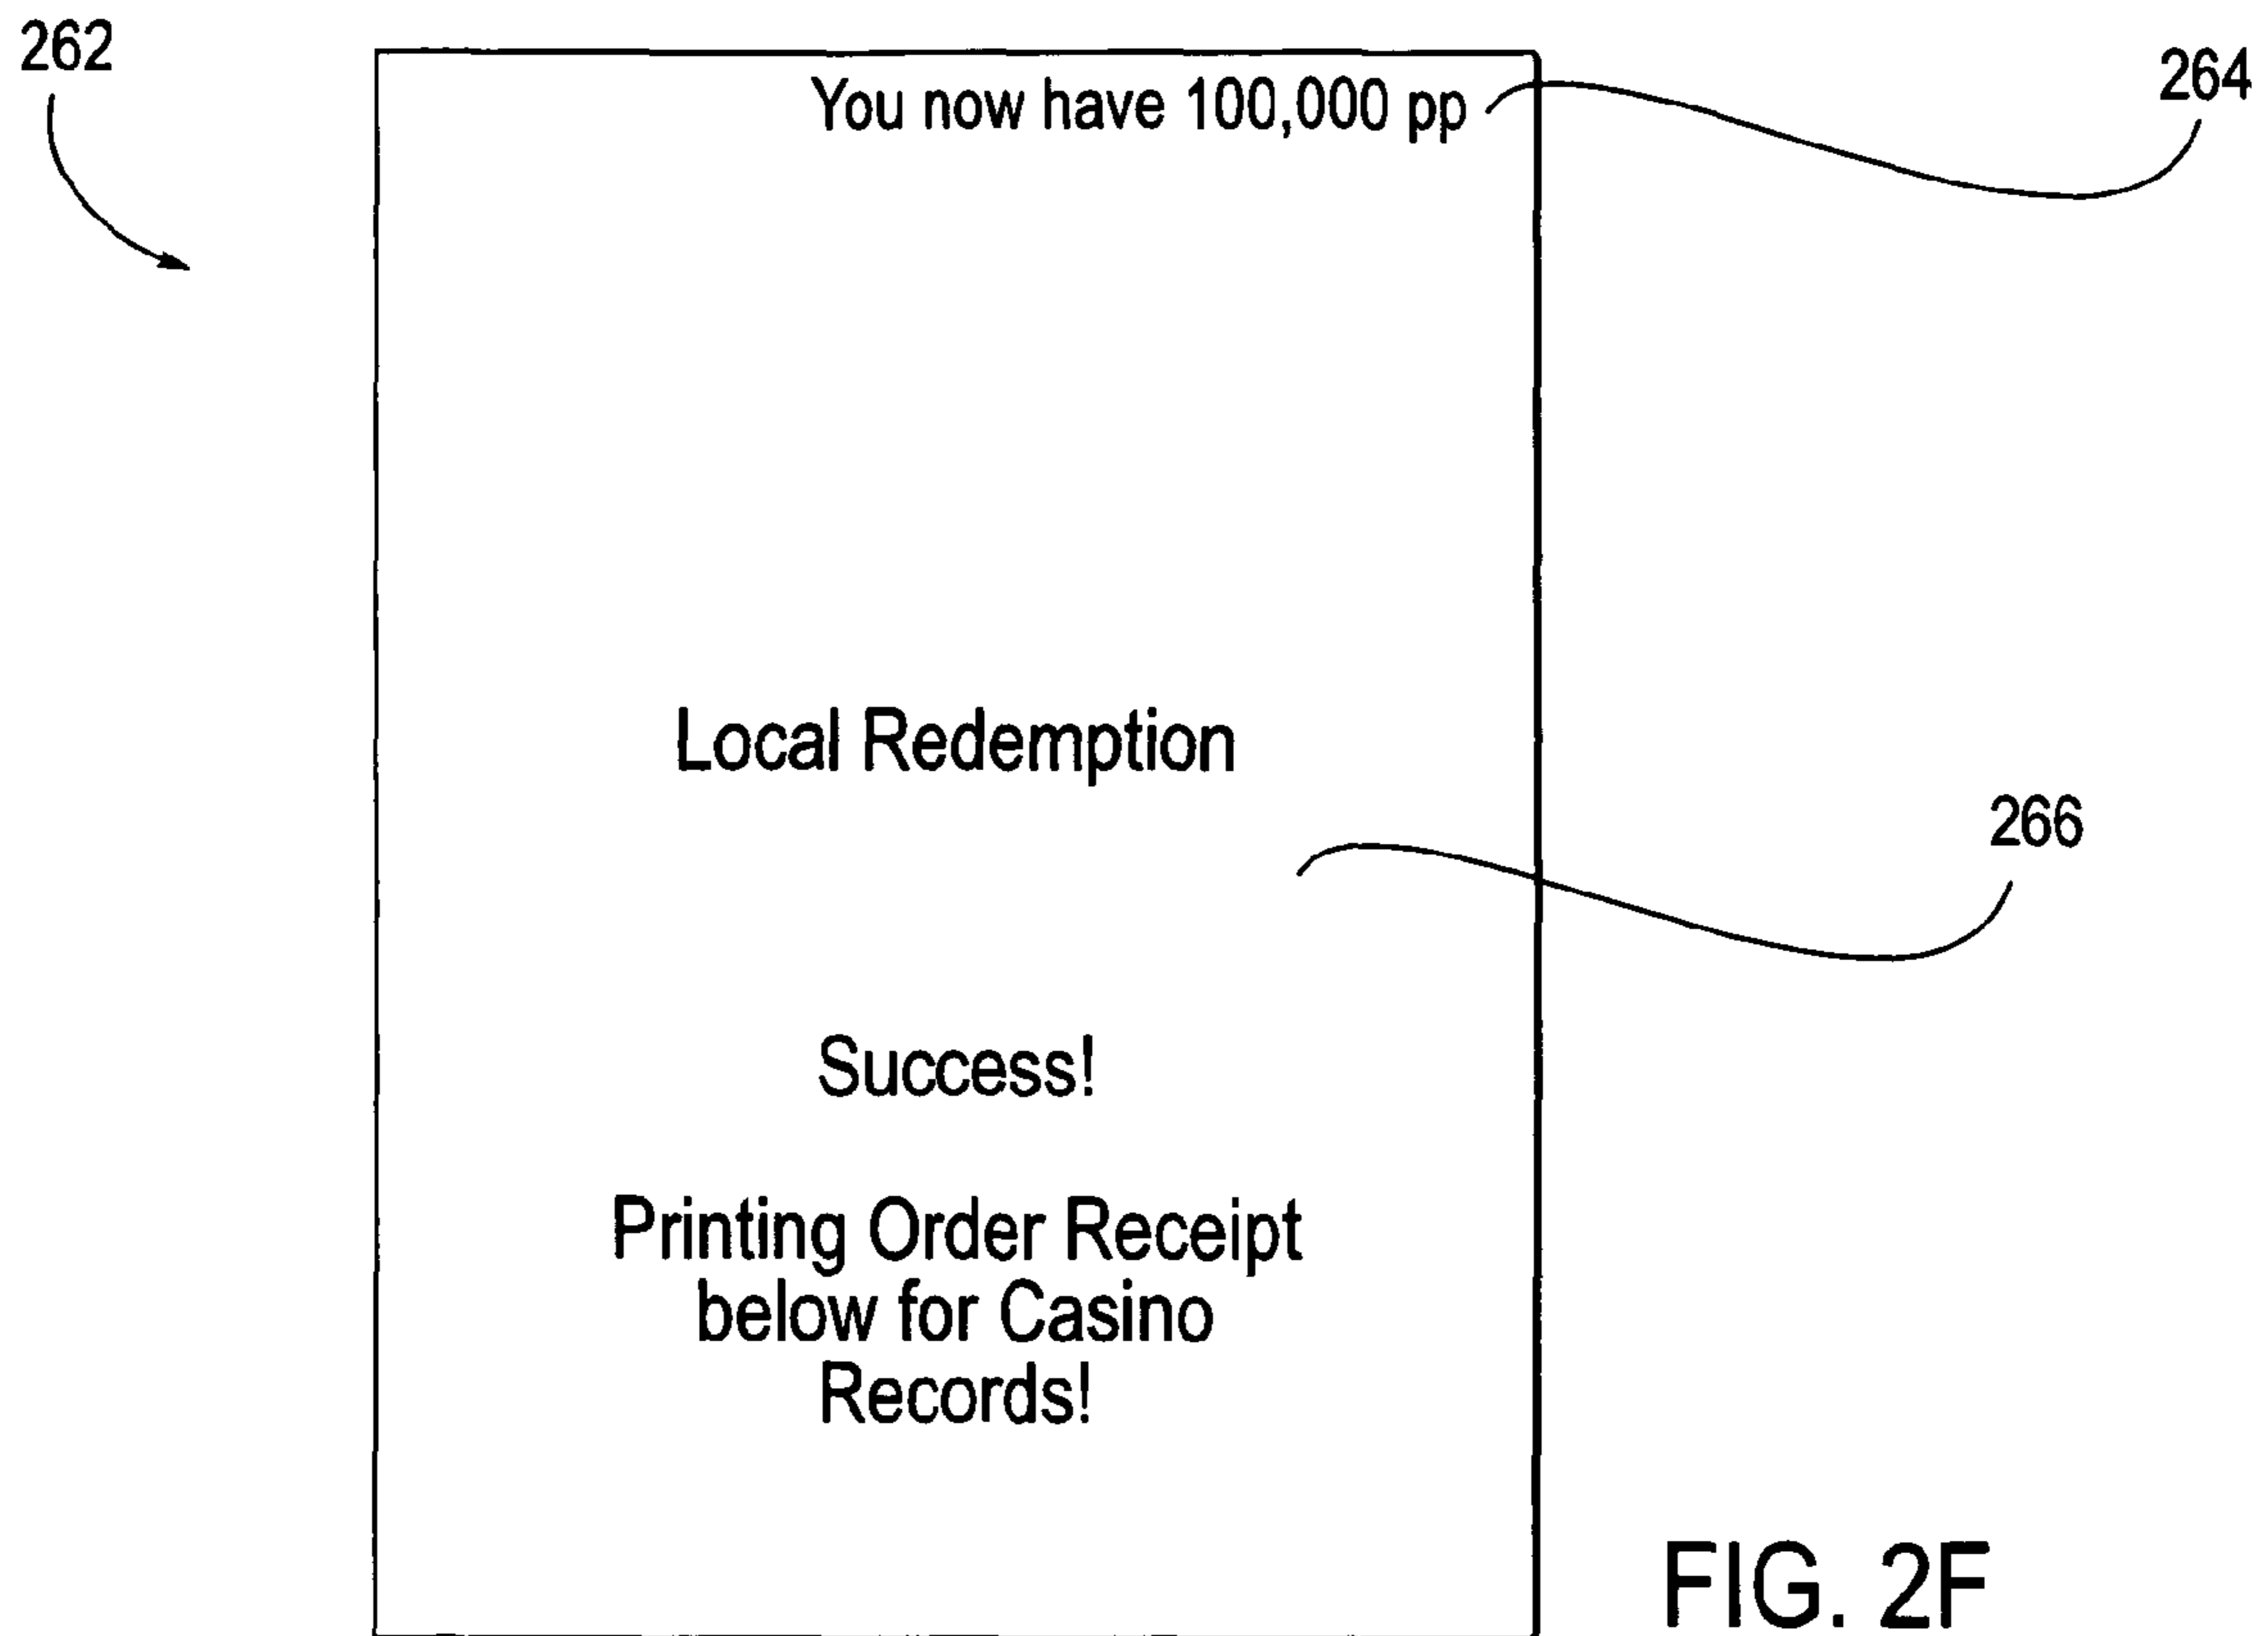 262
You now have 100,000 pp
264
Local Redemption
266
Success!
Printing Order Receipt
below for Casino
Records!
FIG. 2F